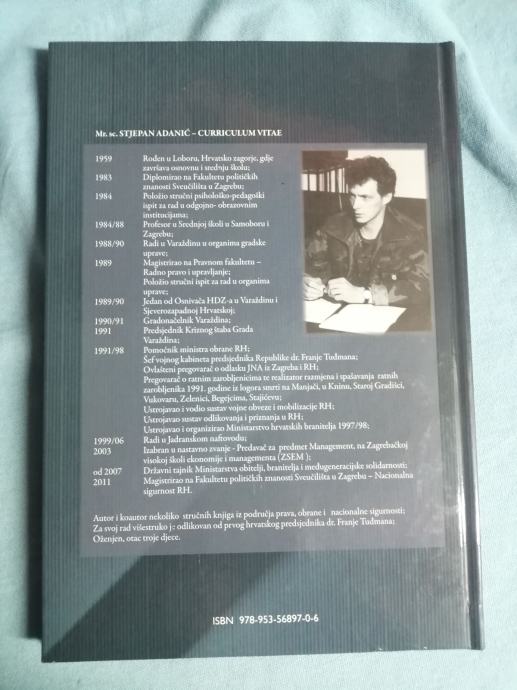 Mr. sc. STJEPAN ADANIĆ – CURRICULUM VITAE
1959 Rođen u Loboru, Hrvatsko zagorje, gdje
završava osnovnu i srednju školu;
1983 Diplomirao na Fakultetu političkih
znanosti Sveučilišta u Zagrebu;
1984 Položio stručni psihološko-pedagoški
ispit za rad u odgojno- obrazovnim
institucijama;
1984/88 Profesor u Srednjoj školi u Samoboru i
Zagrebu;
1988/90 Radi u Varaždinu u organima gradske
uprave;
1989 Magistrirao na Pravnom fakultetu –
Radno pravo i upravljanje;
Položio stručni ispit za rad u organima
uprave;
1989/90 Jedan od Osnivača HDZ-a u Varaždinu i
Sjeverozapadnoj Hrvatskoj;
1990/91 Gradonačelnik Varaždina;
1991 Predsjednik Kriznog štaba Grada
Varaždina;
1991/98 Pomoćnik ministra obrane RH;
Šef vojnog kabineta predsjednika Republike dr. Franje Tuđmana;
Ovlašteni pregovarač o odlasku JNA iz Zagreba i RH;
Pregovarač o ratnim zarobljenicima te realizator razmjena i spašavanja ratnih
zarobljenika 1991. godine iz logora smrti na Manjači, u Kninu, Staroj Gradišci,
Vukovaru, Zelenici, Begejcima, Stajićevu;
Ustrojavao i vodio sustav vojne obveze i mobilizacije RH;
Ustrojavao sustav odlikovanja i priznanja u RH;
Ustrojavao i organizirao Ministarstvo hrvatskih branitelja 1997/98;
1999/06 Radi u Jadranskom naftovodu;
2003 Izabran u nastavno zvanje - Predavač za predmet Management, na Zagrebačkoj
visokoj školi ekonomije i managementa (ZSEM );
od 2007 Državni tajnik Ministarstva obitelji, branitelja i međugeneracijske solidarnosti;
2011 Magistrirao na Fakultetu političkih znanosti Sveučilišta u Zagrebu – Nacionalna
sigurnost RH.
Autor i koautor nekoliko stručnih knjiga iz područja prava, obrane i nacionalne sigurnosti;
Za svoj rad višestruko je odlikovan od prvog hrvatskog predsjednika dr. Franje Tuđmana;
Oženjen, otac troje djece.
ISBN 978-953-56897-0-6